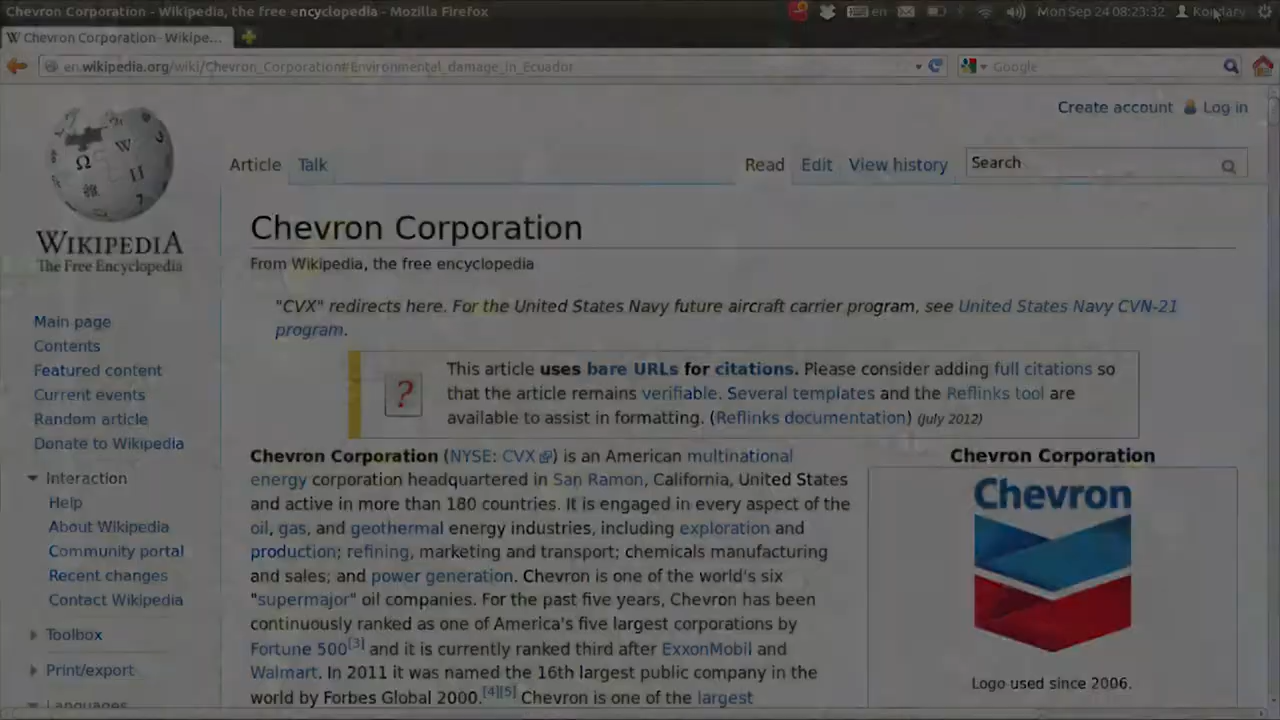 Chevron Corporation - Wikipedia, the free encyclopedia - Mozilla Firefox
en
Mon Sep 24 08:23:32
Chevron Corporation - Wikipe...
en.wikipedia.org/wiki/Chevron_Corporation#Environmental_damage_in_Ecuador
Google
Create account
Log in
Article
Talk
Read
Edit
View history
Search
WIKIPEDIA
The Free Encyclopedia
Main page
Contents
Featured content
Current events
Random article
Donate to Wikipedia
Interaction
Help
About Wikipedia
Community portal
Recent changes
Contact Wikipedia
Toolbox
Print/export
Languages
Chevron Corporation
From Wikipedia, the free encyclopedia
"CVX" redirects here. For the United States Navy future aircraft carrier program, see United States Navy CVN-21
program.
?
This article uses bare URLs for citations. Please consider adding full citations so
that the article remains verifiable. Several templates and the Reflinks tool are
available to assist in formatting. (Reflinks documentation) (July 2012)
Chevron Corporation (NYSE: CVX) is an American multinational
energy corporation headquartered in San Ramon, California, United States
and active in more than 180 countries. It is engaged in every aspect of the
oil, gas, and geothermal energy industries, including exploration and
production; refining, marketing and transport; chemicals manufacturing
and sales; and power generation. Chevron is one of the world's six
"supermajor" oil companies. For the past five years, Chevron has been
continuously ranked as one of America's five largest corporations by
Fortune 500[3] and it is currently ranked third after ExxonMobil and
Walmart. In 2011 it was named the 16th largest public company in the
world by Forbes Global 2000.[4][5] Chevron is one of the largest
Chevron Corporation
Chevron
Logo used since 2006.